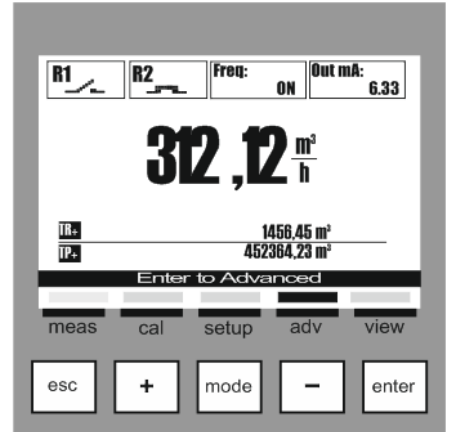 R1 R2 Freq: ON Out mA: 6.33
312,12 m³/h
TR+ 1456,45 m³
TP+ 452364,23 m³
Enter to Advanced
meas cal setup adv view
esc + mode − enter